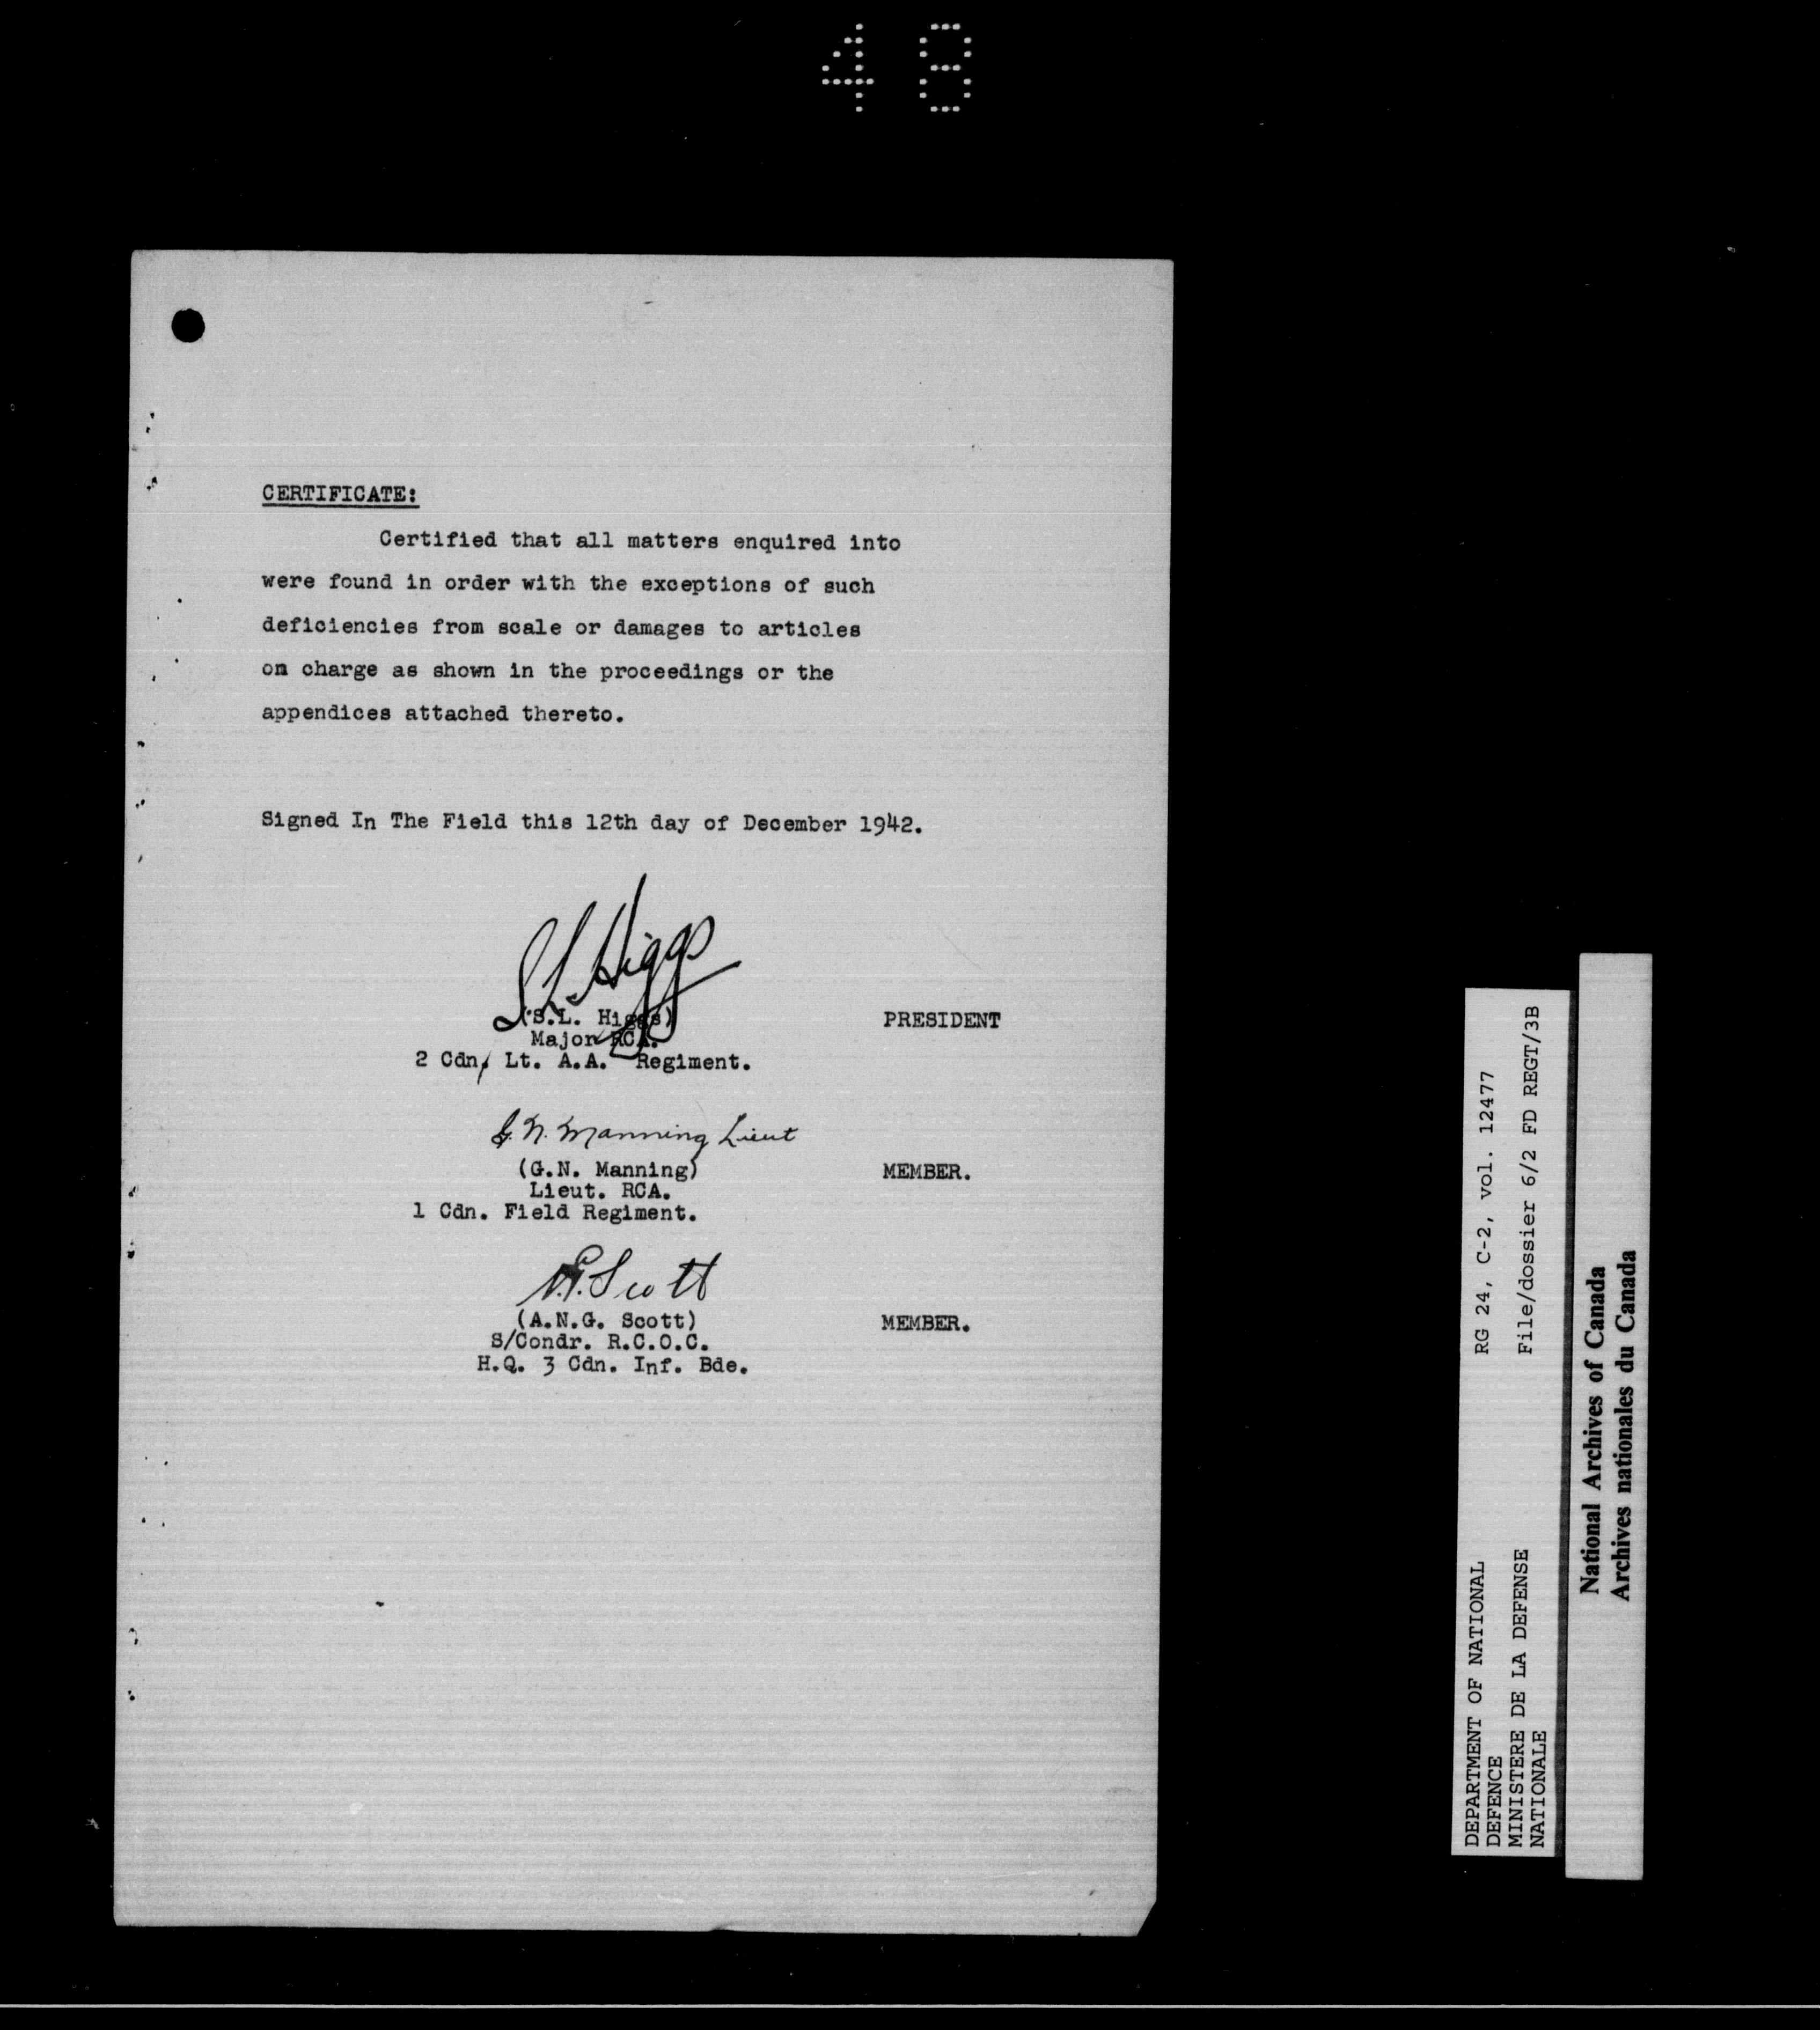 48
CERTIFICATE:
Certified that all matters enquired into
were found in order with the exceptions of such
deficiencies from scale or damages to articles
on charge as shown in the proceedings or the
appendices attached thereto.
Signed In The Field this 12th day of December 1942.
S.L. Higgs
(S.L. Higgs) PRESIDENT
Major RCA.
2 Cdn, Lt. A.A. Regiment.
G.N. Manning Lieut
(G.N. Manning) MEMBER.
Lieut. RCA.
1 Cdn. Field Regiment.
Scott
(A.N.G. Scott) MEMBER.
S/Condr. R.C.O.C.
H.Q. 3 Cdn. Inf. Bde.
DEPARTMENT OF NATIONAL RG 24, C-2, vol. 12477
DEFENCE
MINISTERE DE LA DEFENSE File/dossier 6/2 FD REGT/3B
NATIONALE
National Archives of Canada
Archives nationales du Canada